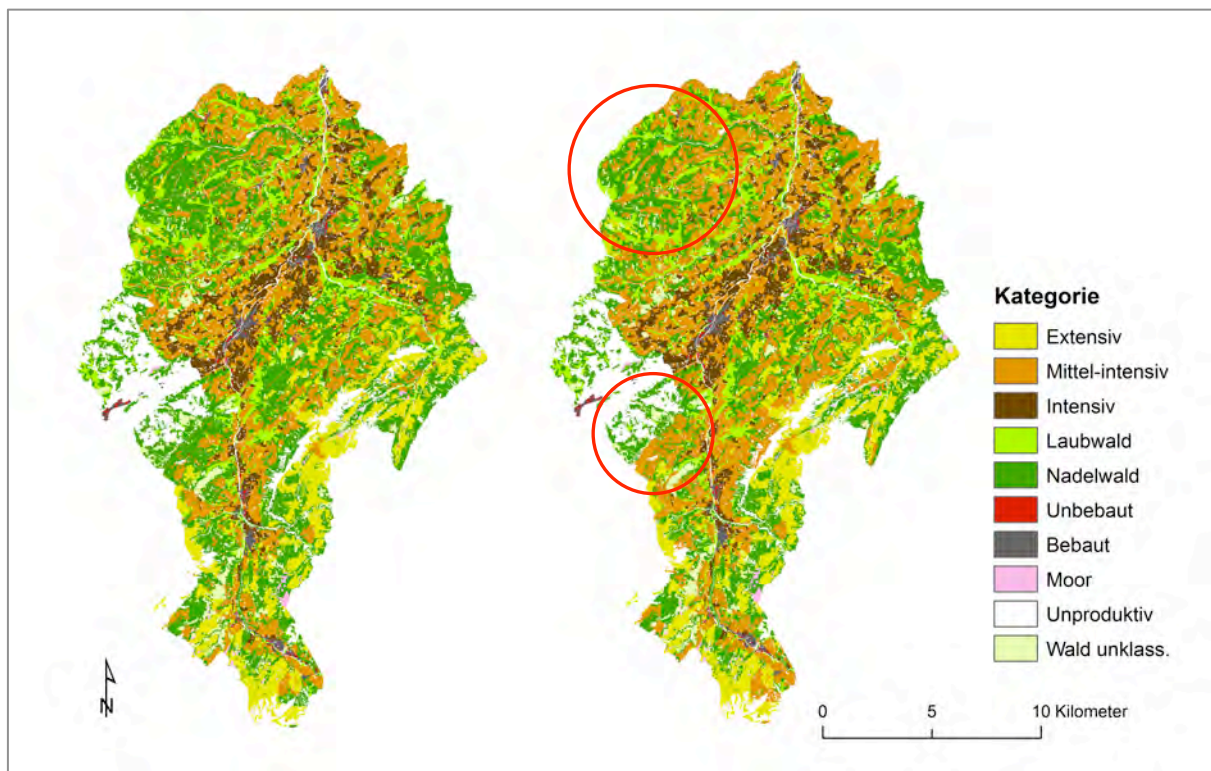 Kategorie
Extensiv
Mittel-intensiv
Intensiv
Laubwald
Nadelwald
Unbebaut
Bebaut
Moor
Unproduktiv
Wald unklass.
N
0 5 10 Kilometer